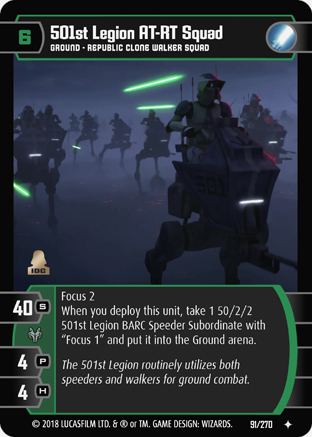 6
501st Legion AT-RT Squad
GROUND - REPUBLIC CLONE WALKER SQUAD
IDC
40 S
4 P
4 H
Focus 2
When you deploy this unit, take 1 50/2/2
501st Legion BARC Speeder Subordinate with
“Focus 1” and put it into the Ground arena.
The 501st Legion routinely utilizes both
speeders and walkers for ground combat.
© 2018 LUCASFILM LTD. & ® or TM. GAME DESIGN: WIZARDS.
91/270